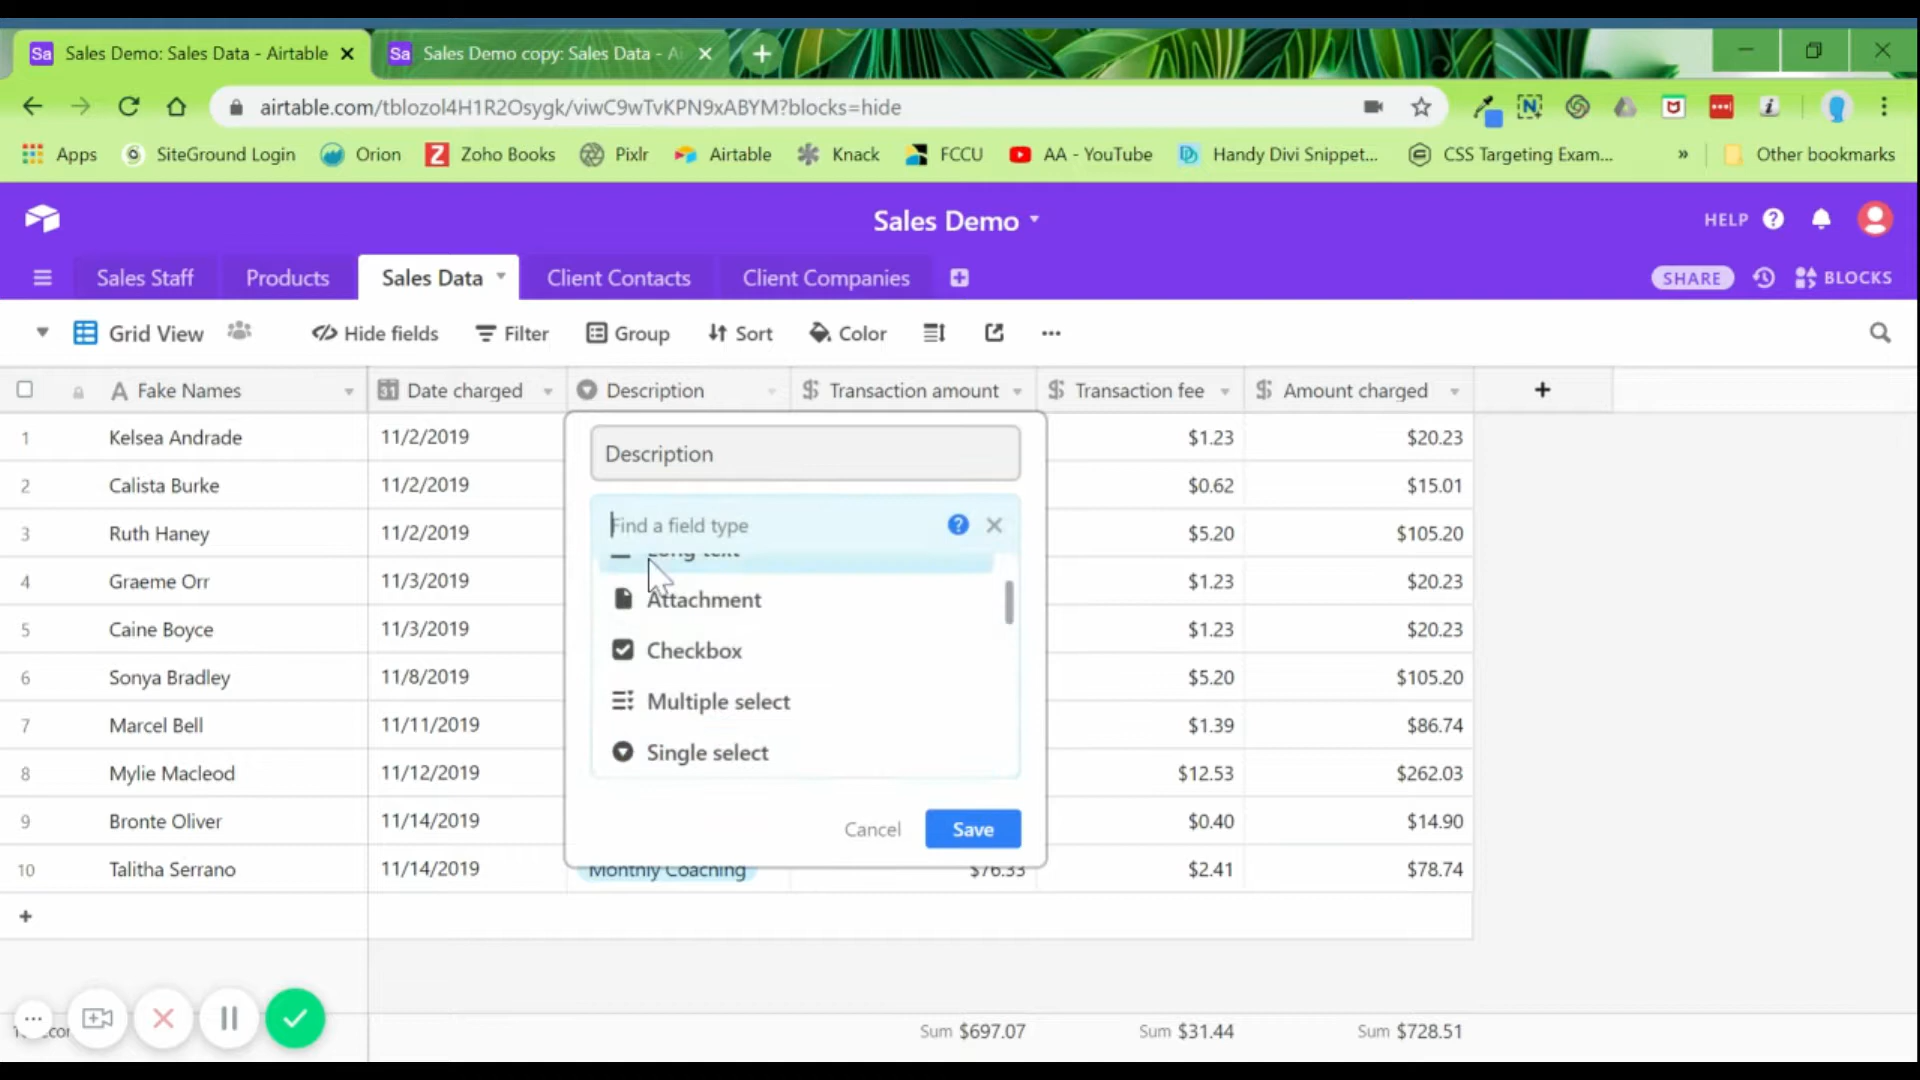 Sa Sales Demo: Sales Data - Airtable
Sa Sales Demo copy: Sales Data - Ai
airtable.com/tblozol4H1R2Osygk/viwC9wTvKPN9xABYM?blocks=hide
Apps SiteGround Login Orion Zoho Books Pixlr Airtable Knack FCCU AA - YouTube Handy Divi Snippet... CSS Targeting Exam... » Other bookmarks
Sales Demo
HELP
Sales Staff Products Sales Data Client Contacts Client Companies
SHARE BLOCKS
Grid View Hide fields Filter Group Sort Color
Fake Names Date charged Description Transaction amount Transaction fee Amount charged
1 Kelsea Andrade 11/2/2019 $1.23 $20.23
2 Calista Burke 11/2/2019 $0.62 $15.01
3 Ruth Haney 11/2/2019 $5.20 $105.20
4 Graeme Orr 11/3/2019 $1.23 $20.23
5 Caine Boyce 11/3/2019 $1.23 $20.23
6 Sonya Bradley 11/8/2019 $5.20 $105.20
7 Marcel Bell 11/11/2019 $1.39 $86.74
8 Mylie Macleod 11/12/2019 $12.53 $262.03
9 Bronte Oliver 11/14/2019 $0.40 $14.90
10 Talitha Serrano 11/14/2019 Monthly Coaching $76.33 $2.41 $78.74
Description
Find a field type
Long text
Attachment
Checkbox
Multiple select
Single select
Cancel Save
Sum $697.07 Sum $31.44 Sum $728.51